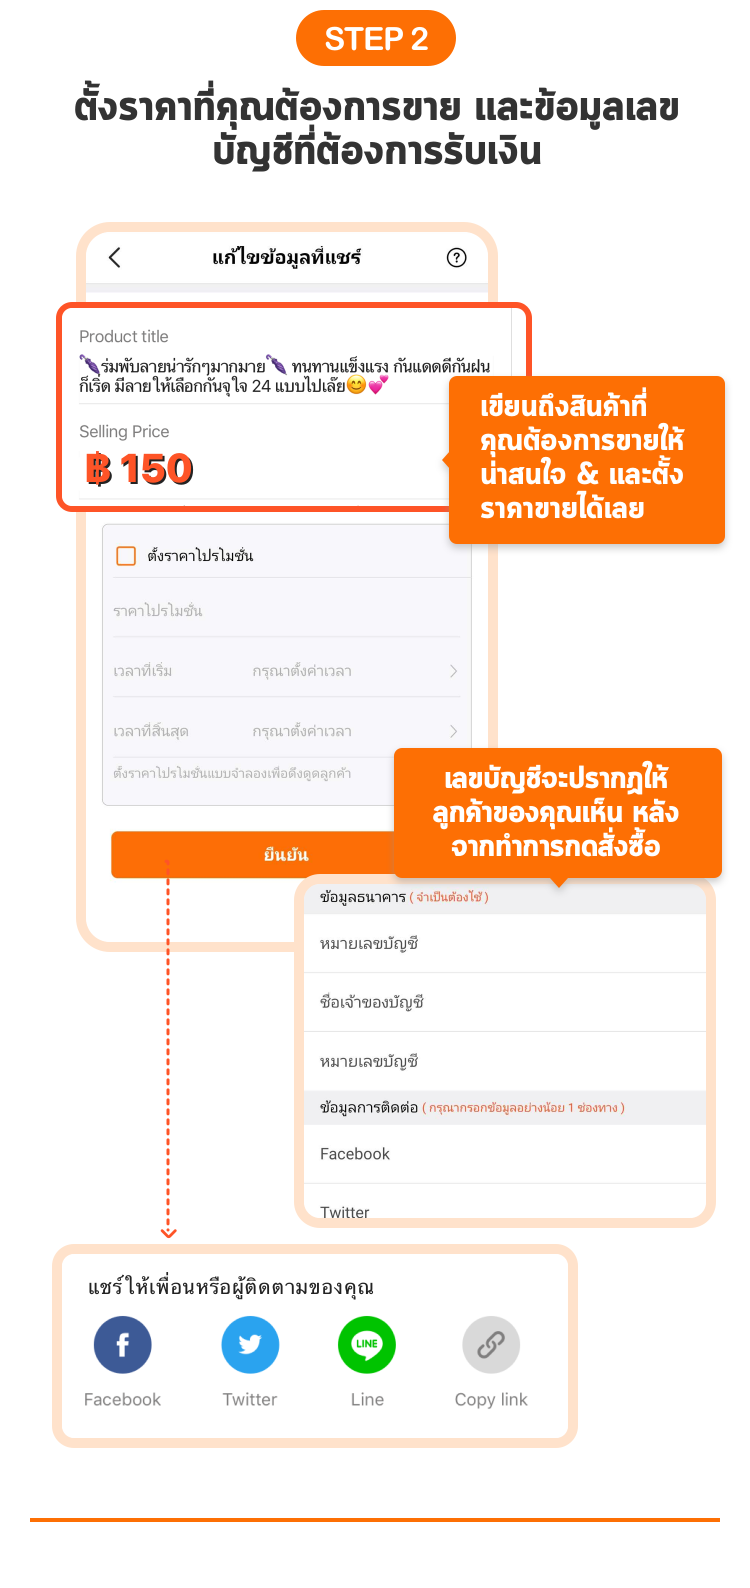 STEP 2
ตั้งราคาที่คุณต้องการขาย และข้อมูลเลข
บัญชีที่ต้องการรับเงิน
แก้ไขข้อมูลที่แชร์
Product title
🌂ร่มพับลายน่ารักๆมากมาย🌂 ทนทานแข็งแรง กันแดดดีกันฝน
ก็เริ่ด มีลายให้เลือกกันจุใจ 24 แบบไปเล๊ย😊💕
Selling Price
฿ 150
เขียนถึงสินค้าที่
คุณต้องการขายให้
น่าสนใจ & และตั้ง
ราคาขายได้เลย
ตั้งราคาโปรโมชั่น
ราคาโปรโมชั่น
เวลาที่เริ่ม กรุณาตั้งค่าเวลา
เวลาที่สิ้นสุด กรุณาตั้งค่าเวลา
ตั้งราคาโปรโมชั่นแบบจำลองเพื่อดึงดูดลูกค้า
เลขบัญชีจะปรากฏให้
ลูกค้าของคุณเห็น หลัง
จากทำการกดสั่งซื้อ
ยืนยัน
ข้อมูลธนาคาร ( จำเป็นต้องใช้ )
หมายเลขบัญชี
ชื่อเจ้าของบัญชี
หมายเลขบัญชี
ข้อมูลการติดต่อ ( กรุณากรอกข้อมูลอย่างน้อย 1 ช่องทาง )
Facebook
Twitter
แชร์ให้เพื่อนหรือผู้ติดตามของคุณ
LINE
Facebook Twitter Line Copy link